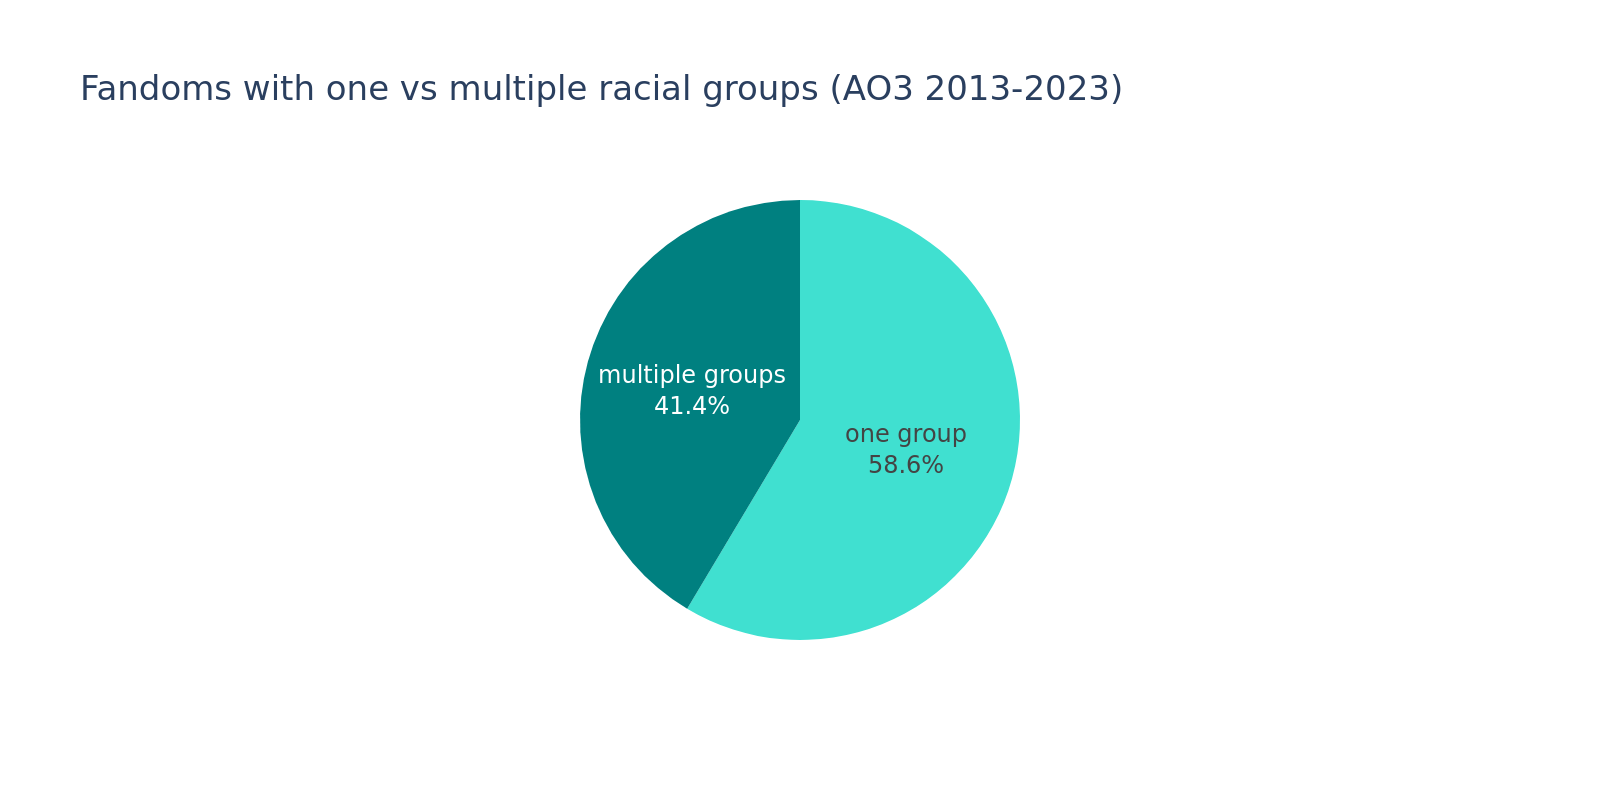 Fandoms with one vs multiple racial groups (AO3 2013-2023)
multiple groups
41.4%
one group
58.6%